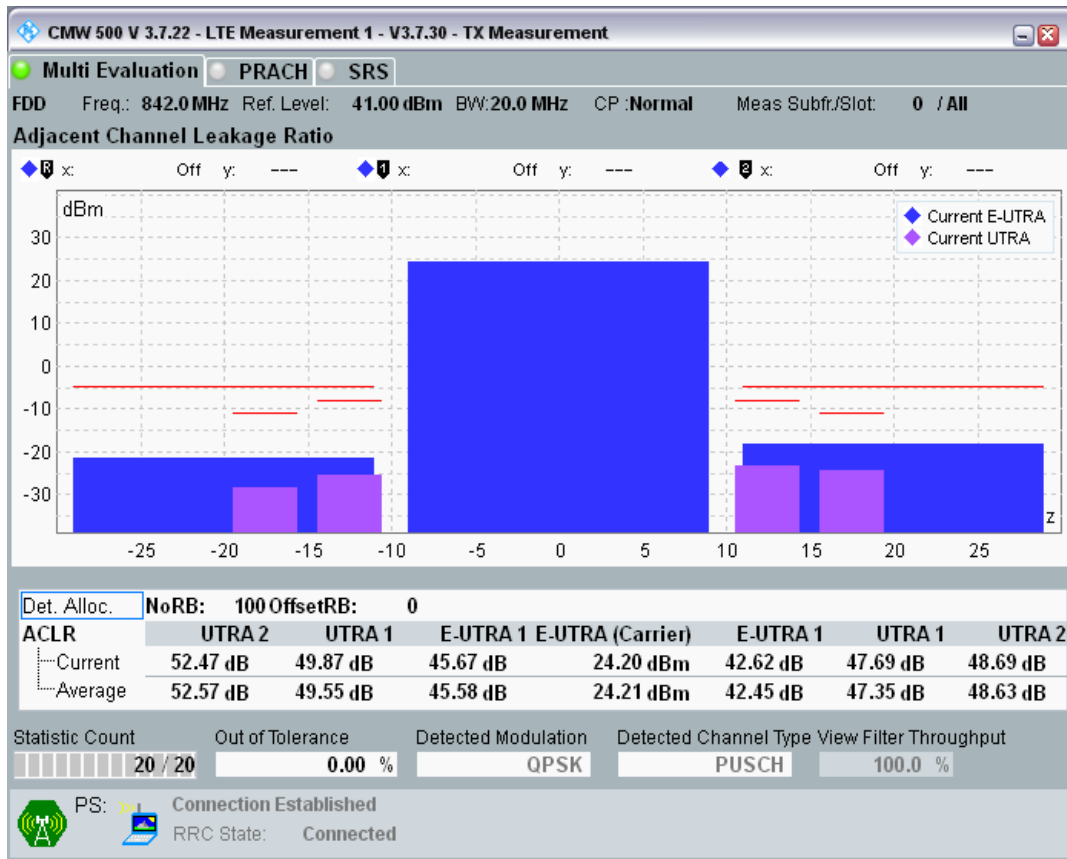 CMW 500 V 3.7.22 - LTE Measurement 1 - V3.7.30 - TX Measurement
Multi Evaluation PRACH SRS
FDD Freq.: 842.0 MHz Ref. Level: 41.00 dBm BW: 20.0 MHz CP :Normal Meas Subfr./Slot: 0 / All
Adjacent Channel Leakage Ratio
R x: Off y: --- 1 x: Off y: --- 2 x: Off y: ---
dBm
Current E-UTRA
Current UTRA
30
20
10
0
-10
-20
-30
z
-25 -20 -15 -10 -5 0 5 10 15 20 25
Det. Alloc. NoRB: 100 OffsetRB: 0
ACLR UTRA 2 UTRA 1 E-UTRA 1 E-UTRA (Carrier) E-UTRA 1 UTRA 1 UTRA 2
Current 52.47 dB 49.87 dB 45.67 dB 24.20 dBm 42.62 dB 47.69 dB 48.69 dB
Average 52.57 dB 49.55 dB 45.58 dB 24.21 dBm 42.45 dB 47.35 dB 48.63 dB
Statistic Count Out of Tolerance Detected Modulation Detected Channel Type View Filter Throughput
20 / 20 0.00 % QPSK PUSCH 100.0 %
PS: Connection Established
RRC State: Connected